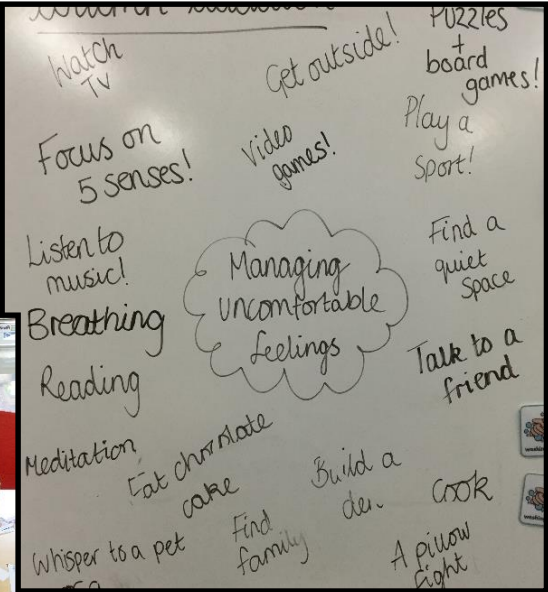 Watch
TV
Get outside!
Puzzles
+
board
games!
Focus on
5 senses!
Video
games!
Play a
Sport!
Listen to
music!
Managing
uncomfortable
feelings
Find a
quiet
space
Breathing
Talk to a
friend
Reading
Meditation
Eat chocolate
cake
Build a
Cook
Whisper to a pet
Find
family
A pillow
fight